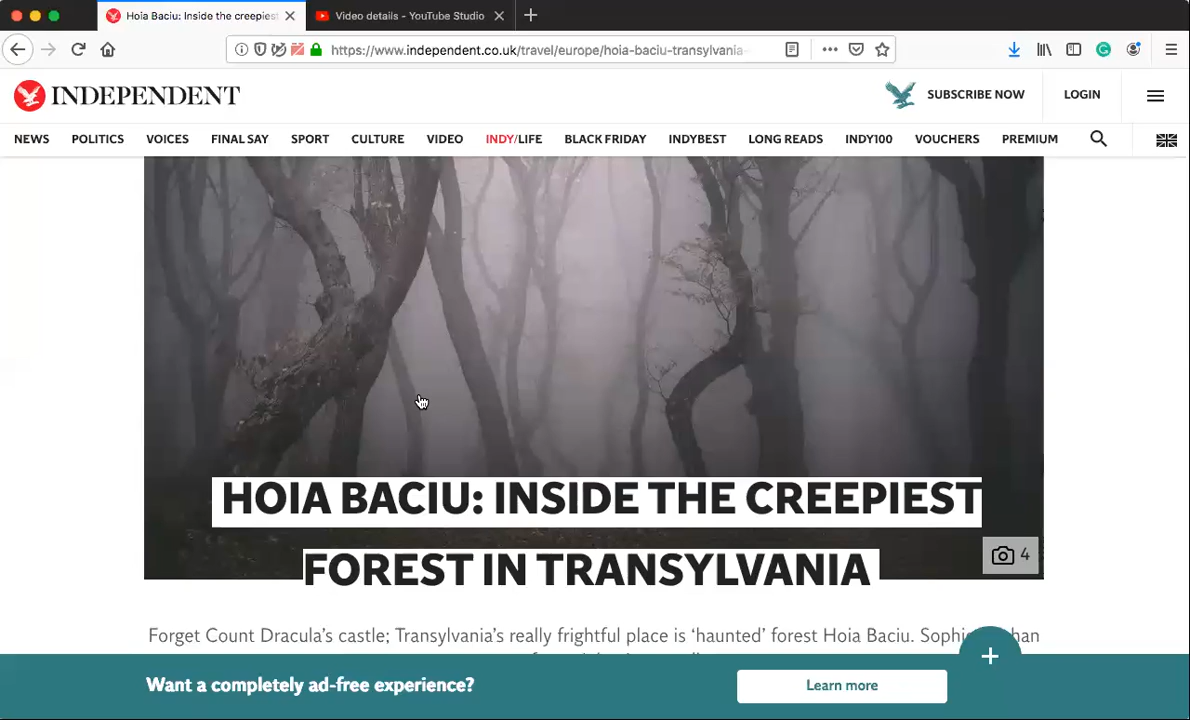 Hoia Baciu: Inside the creepiest
Video details - YouTube Studio
https://www.independent.co.uk/travel/europe/hoia-baciu-transylvania-
INDEPENDENT
SUBSCRIBE NOW
LOGIN
NEWS POLITICS VOICES FINAL SAY SPORT CULTURE VIDEO INDY/LIFE BLACK FRIDAY INDYBEST LONG READS INDY100 VOUCHERS PREMIUM
HOIA BACIU: INSIDE THE CREEPIEST
FOREST IN TRANSYLVANIA
4
Forget Count Dracula's castle; Transylvania's really frightful place is ‘haunted’ forest Hoia Baciu.
Want a completely ad-free experience?
Learn more